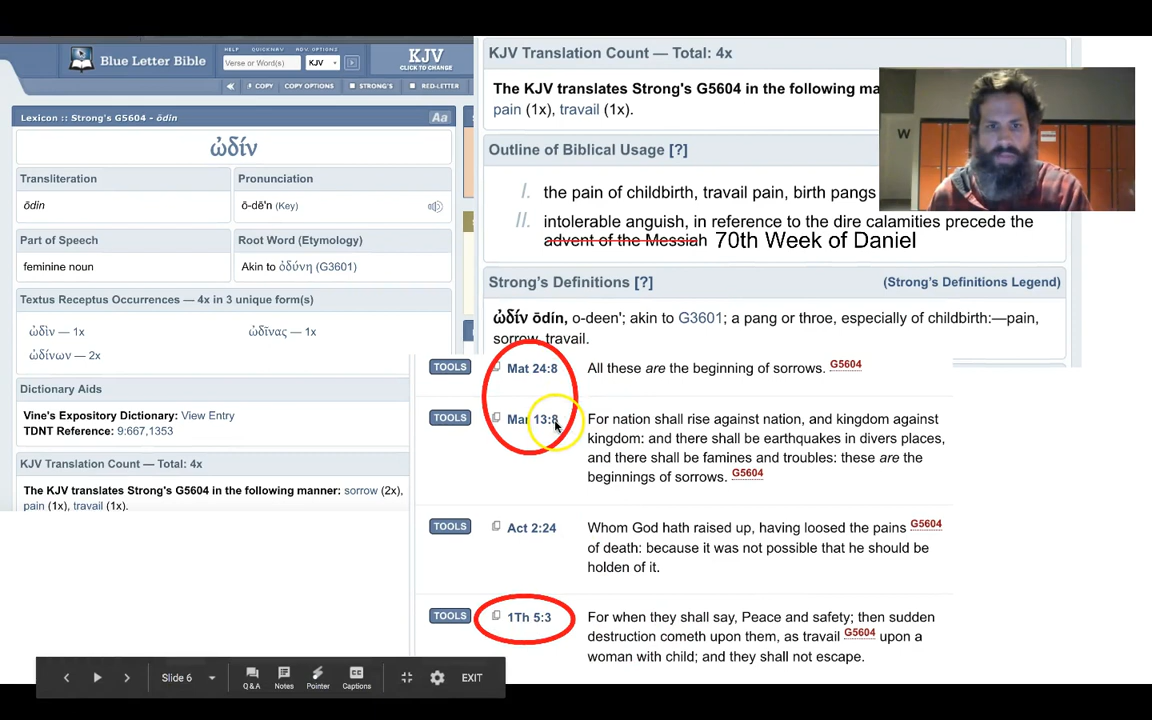 HELP QUICKNAV ADV. OPTIONS
Blue Letter Bible
Verse or Word(s)
KJV
KJV
CLICK TO CHANGE
COPY COPY OPTIONS STRONG'S RED-LETTER
Lexicon :: Strong's G5604 - ōdin
Aa
ὠδίν
Transliteration
Pronunciation
ōdin
ō-dē'n (Key)
Part of Speech
Root Word (Etymology)
feminine noun
Akin to ὀδύνη (G3601)
Textus Receptus Occurrences — 4x in 3 unique form(s)
ὠδὶν — 1x
ὠδῖνας — 1x
ὠδίνων — 2x
Dictionary Aids
Vine's Expository Dictionary: View Entry
TDNT Reference: 9:667,1353
KJV Translation Count — Total: 4x
The KJV translates Strong's G5604 in the following manner: sorrow (2x),
pain (1x), travail (1x).
KJV Translation Count — Total: 4x
The KJV translates Strong's G5604 in the following ma
pain (1x), travail (1x).
W
Outline of Biblical Usage [?]
I. the pain of childbirth, travail pain, birth pangs
II. intolerable anguish, in reference to the dire calamities precede the
advent of the Messiah 70th Week of Daniel
Strong's Definitions [?]
(Strong's Definitions Legend)
ὠδίν ōdín, o-deen'; akin to G3601; a pang or throe, especially of childbirth:—pain,
sorrow, travail.
TOOLS Mat 24:8 All these are the beginning of sorrows. G5604
TOOLS Mar 13:8 For nation shall rise against nation, and kingdom against
kingdom: and there shall be earthquakes in divers places,
and there shall be famines and troubles: these are the
beginnings of sorrows. G5604
TOOLS Act 2:24 Whom God hath raised up, having loosed the pains G5604
of death: because it was not possible that he should be
holden of it.
TOOLS 1Th 5:3 For when they shall say, Peace and safety; then sudden
destruction cometh upon them, as travail G5604 upon a
woman with child; and they shall not escape.
Slide 6
Q&A
Notes
Pointer
Captions
EXIT